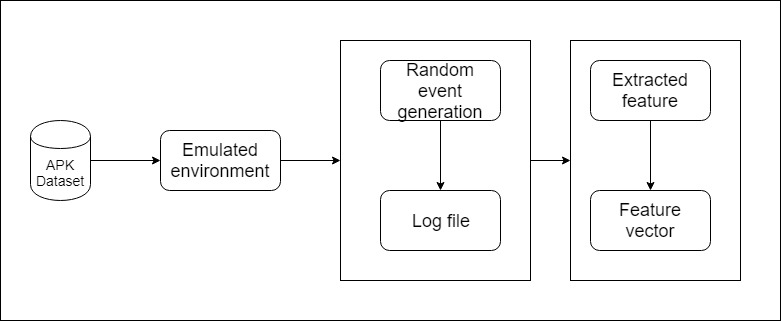 APK
Dataset
Emulated
environment
Random
event
generation
Log file
Extracted
feature
Feature
vector